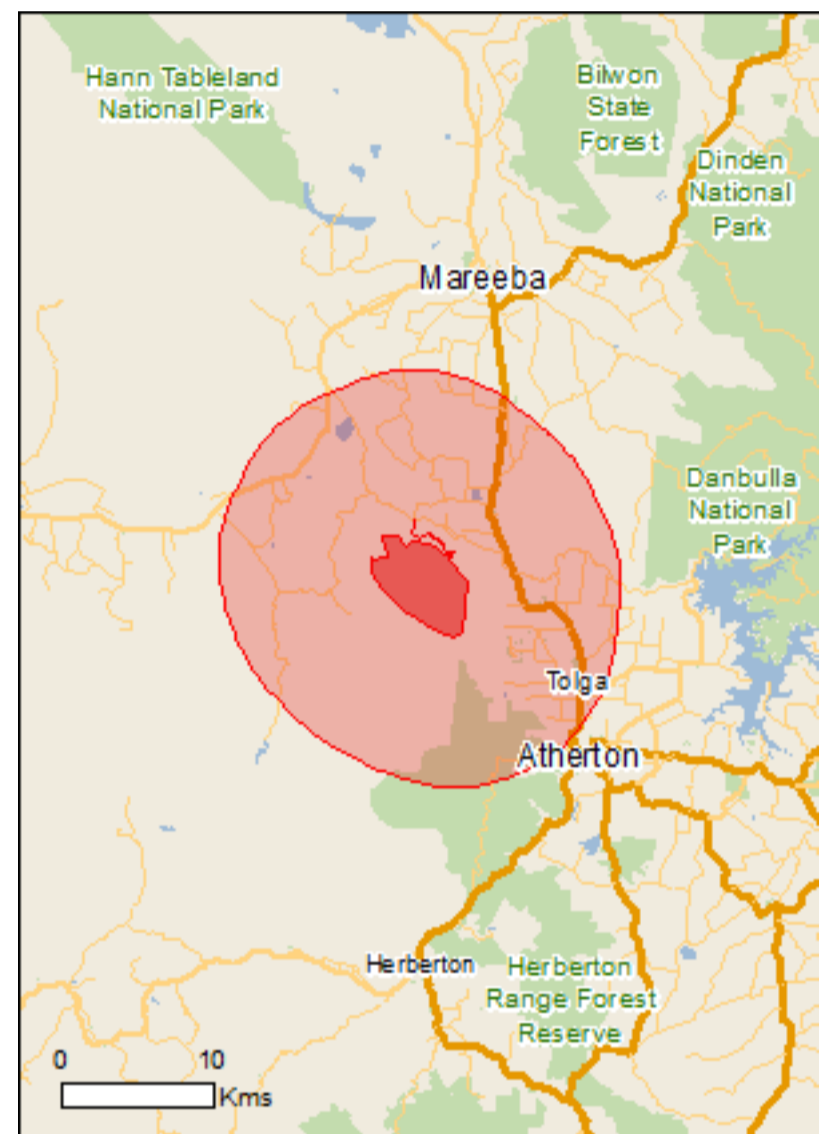 Hann Tableland
National Park
Bilwon
State
Forest
Dinden
National
Park
Mareeba
Danbulla
National
Park
Tolga
Atherton
Herberton
Herberton
Range Forest
Reserve
0 10
Kms